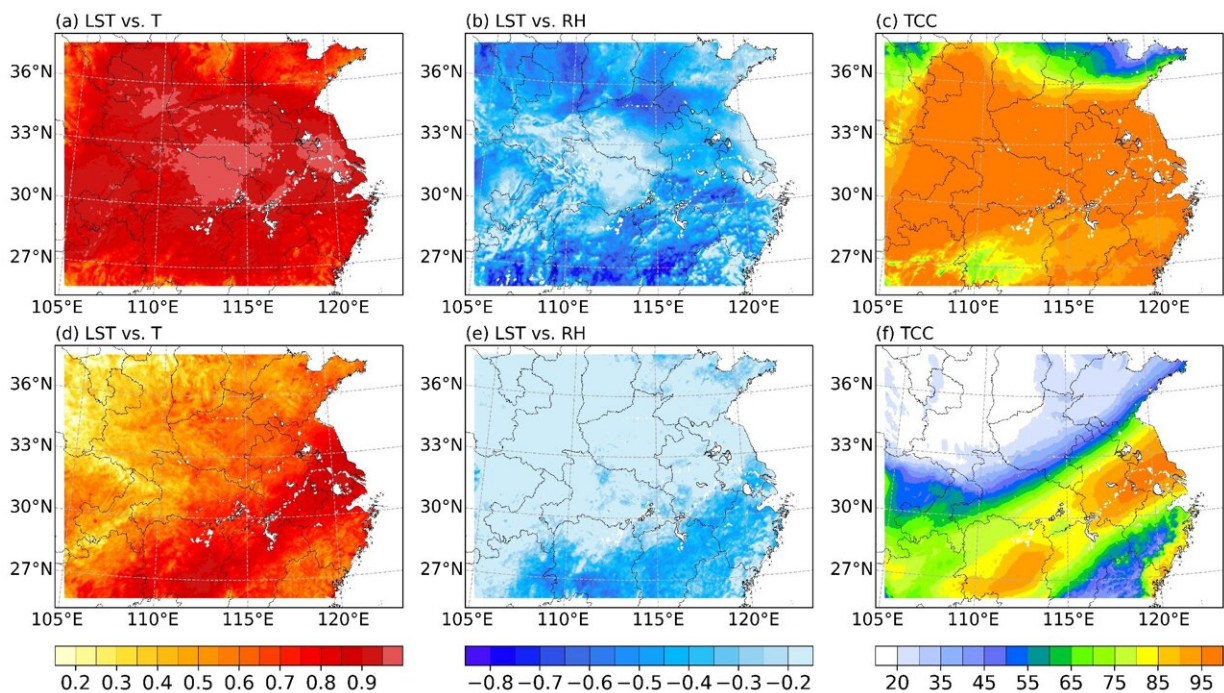 (a) LST vs. T
(b) LST vs. RH
(c) TCC
36°N
33°N
30°N
27°N
105°E
110°E
115°E
120°E
36°N
33°N
30°N
27°N
105°E
110°E
115°E
120°E
36°N
33°N
30°N
27°N
105°E
110°E
115°E
120°E
(d) LST vs. T
(e) LST vs. RH
(f) TCC
36°N
33°N
30°N
27°N
105°E
110°E
115°E
120°E
36°N
33°N
30°N
27°N
105°E
110°E
115°E
120°E
36°N
33°N
30°N
27°N
105°E
110°E
115°E
120°E
0.2 0.3 0.4 0.5 0.6 0.7 0.8 0.9
−0.8 −0.7 −0.6 −0.5 −0.4 −0.3 −0.2
20 35 45 55 65 75 85 95